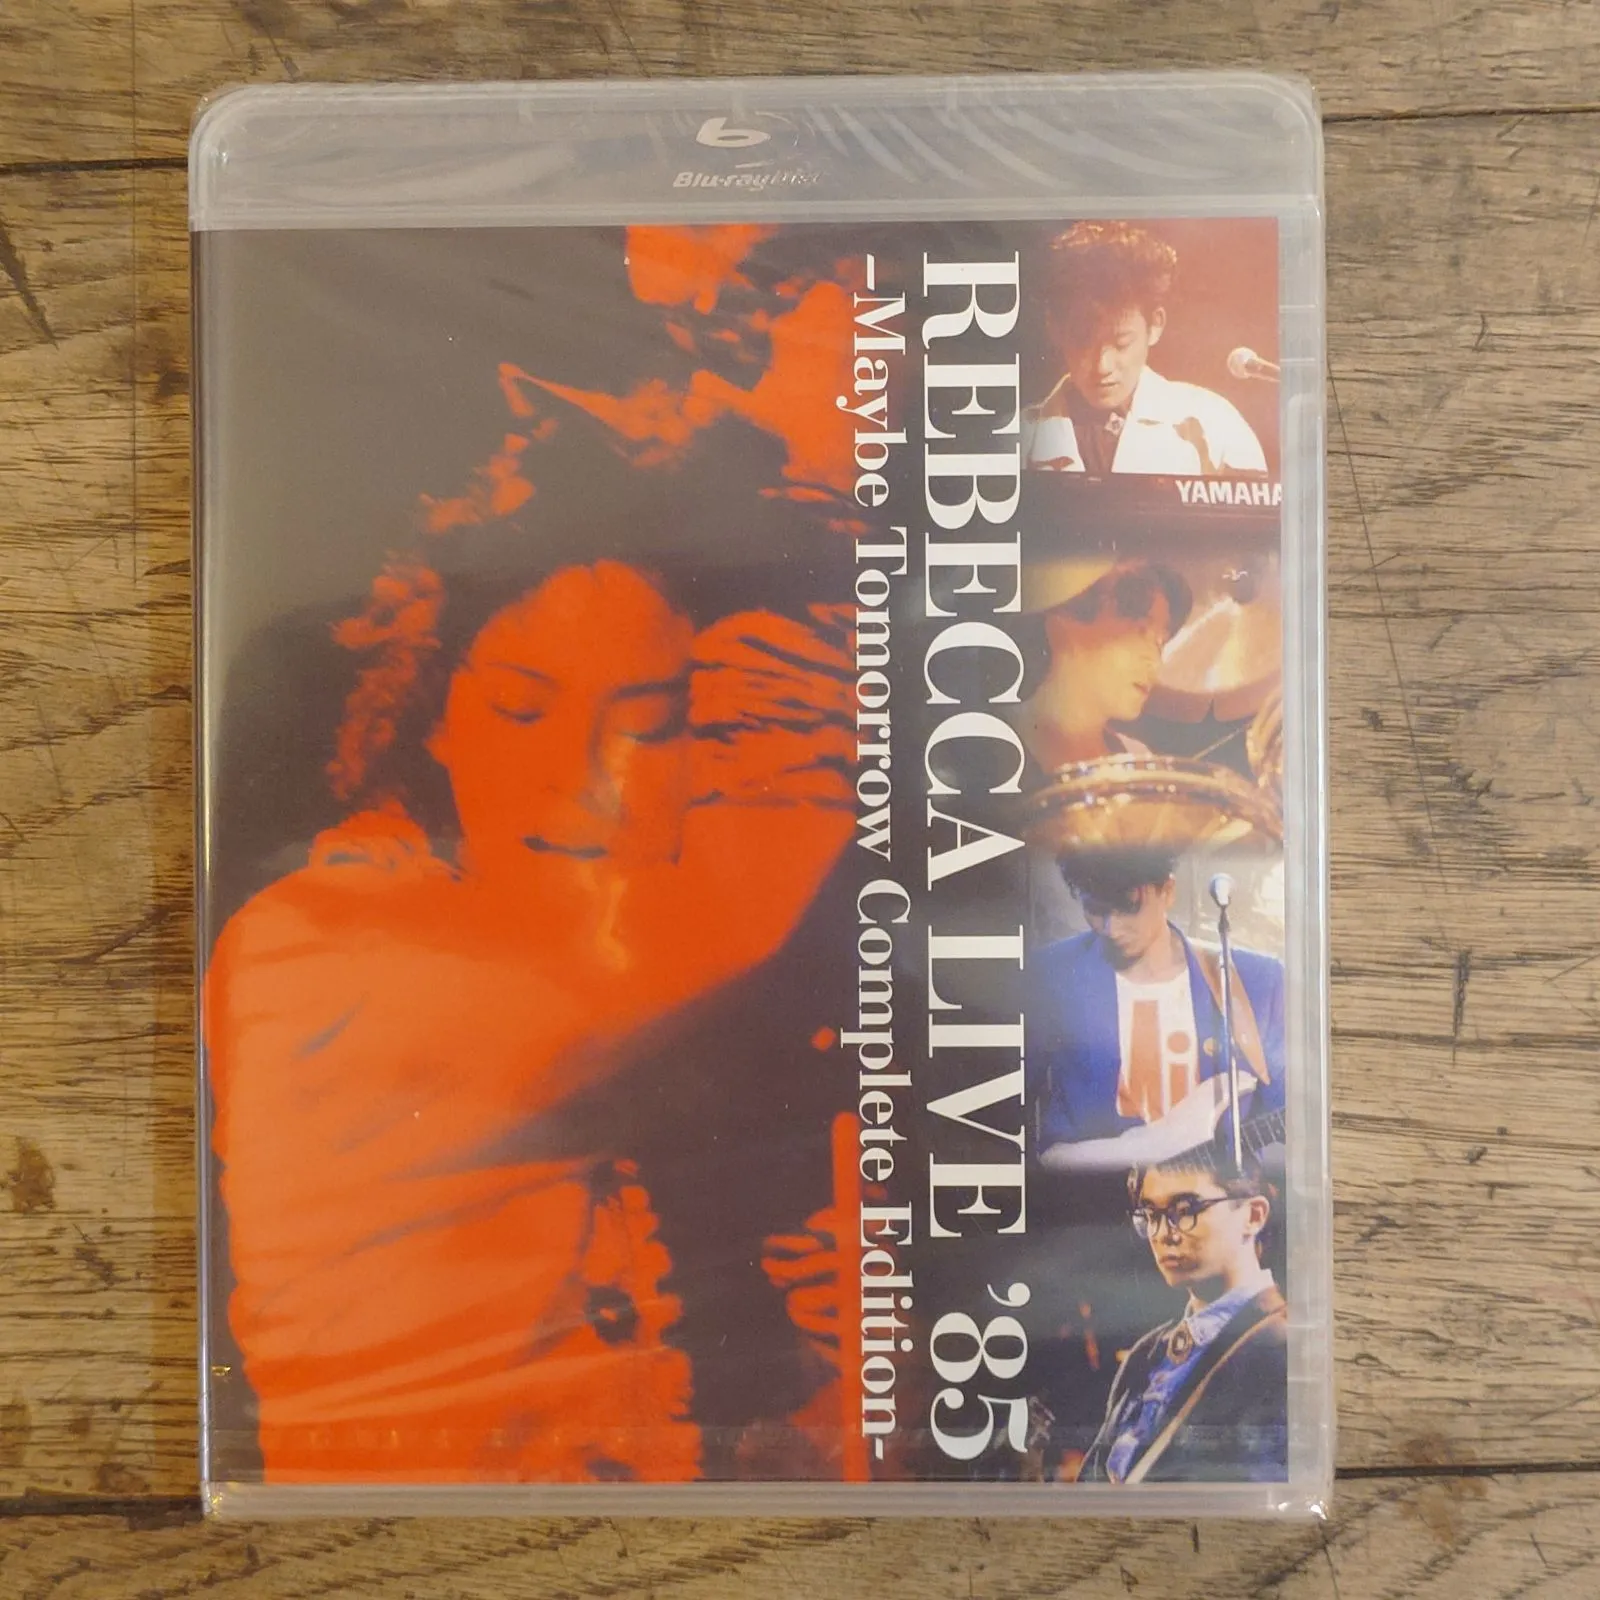 Blu-ray Disc
REBECCA LIVE '85
-Maybe Tomorrow Complete Edition-
YAMAHA